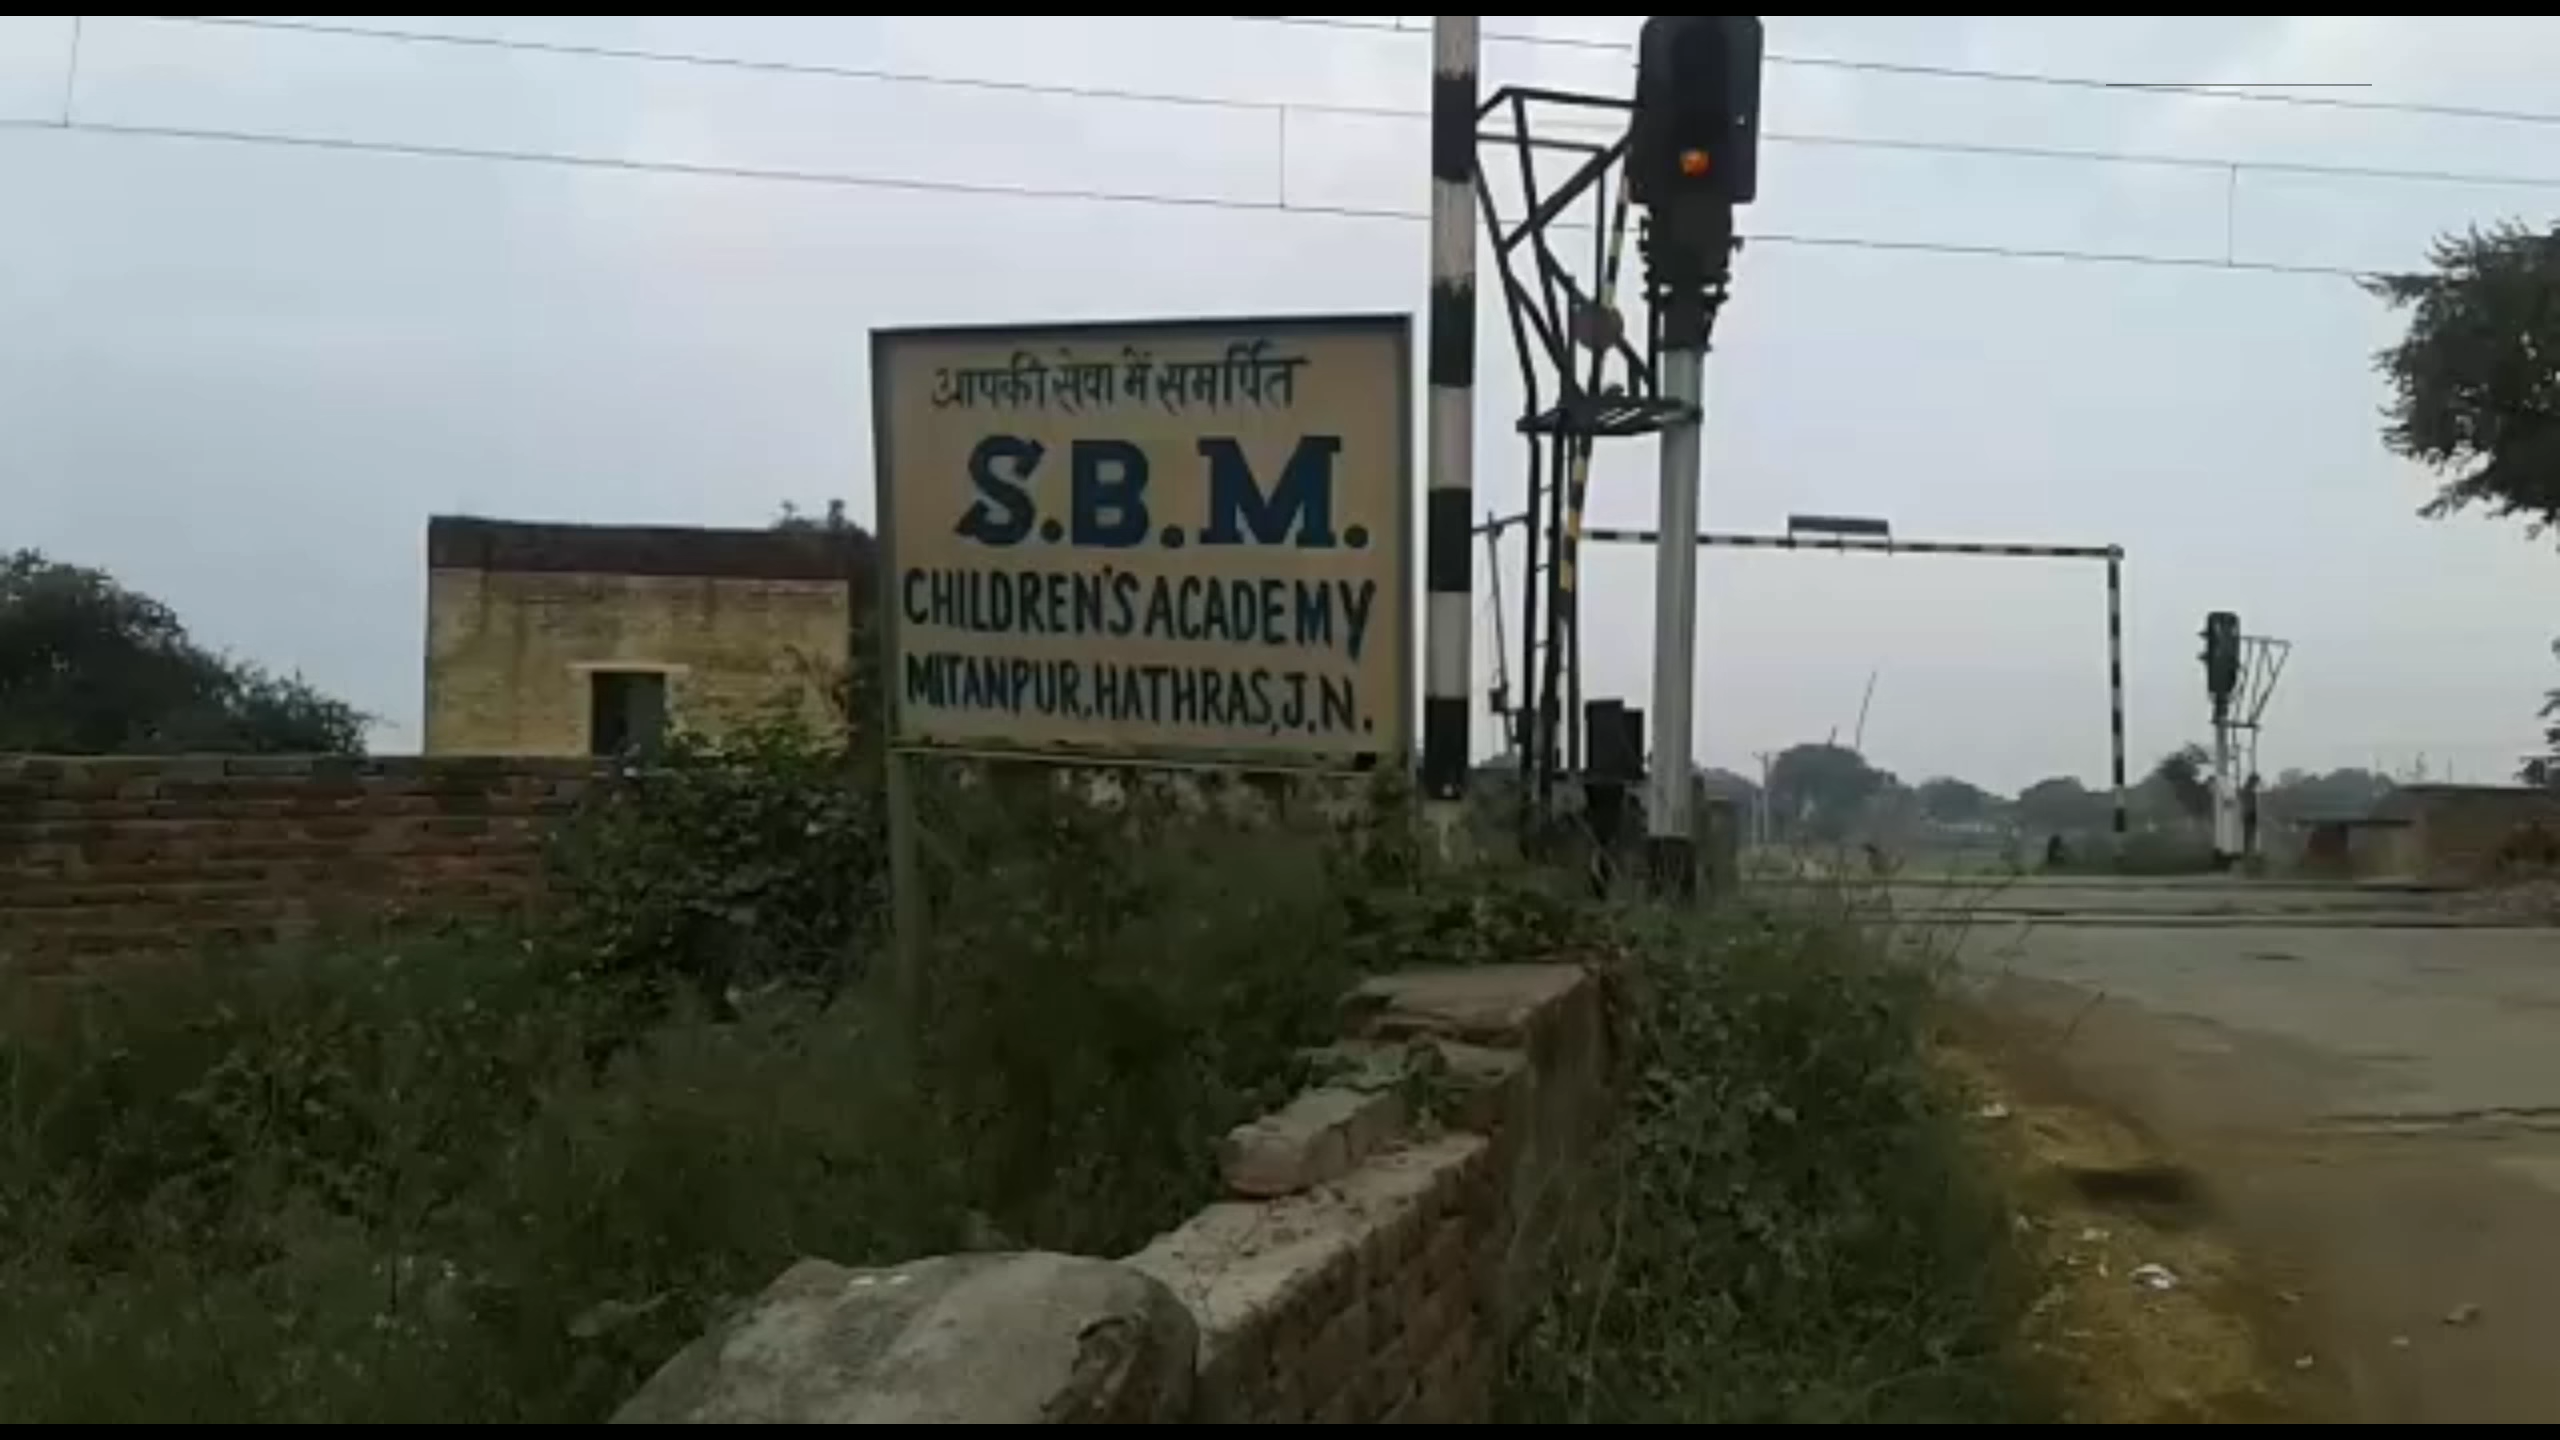 आपकी सेवा में समर्पित
S.B.M.
CHILDREN'S ACADEMY
MITANPUR, HATHRAS, J.N.